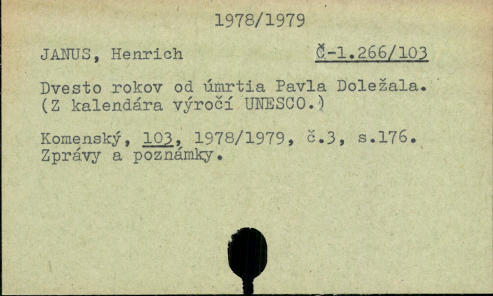 1978/1979
JANUS, Henrich Č-1.266/103
Dvesto rokov od úmrtia Pavla Doležala.
(Z kalendára výročí UNESCO.)
Komenský, 103, 1978/1979, č.3, s.176.
Zprávy a poznámky.